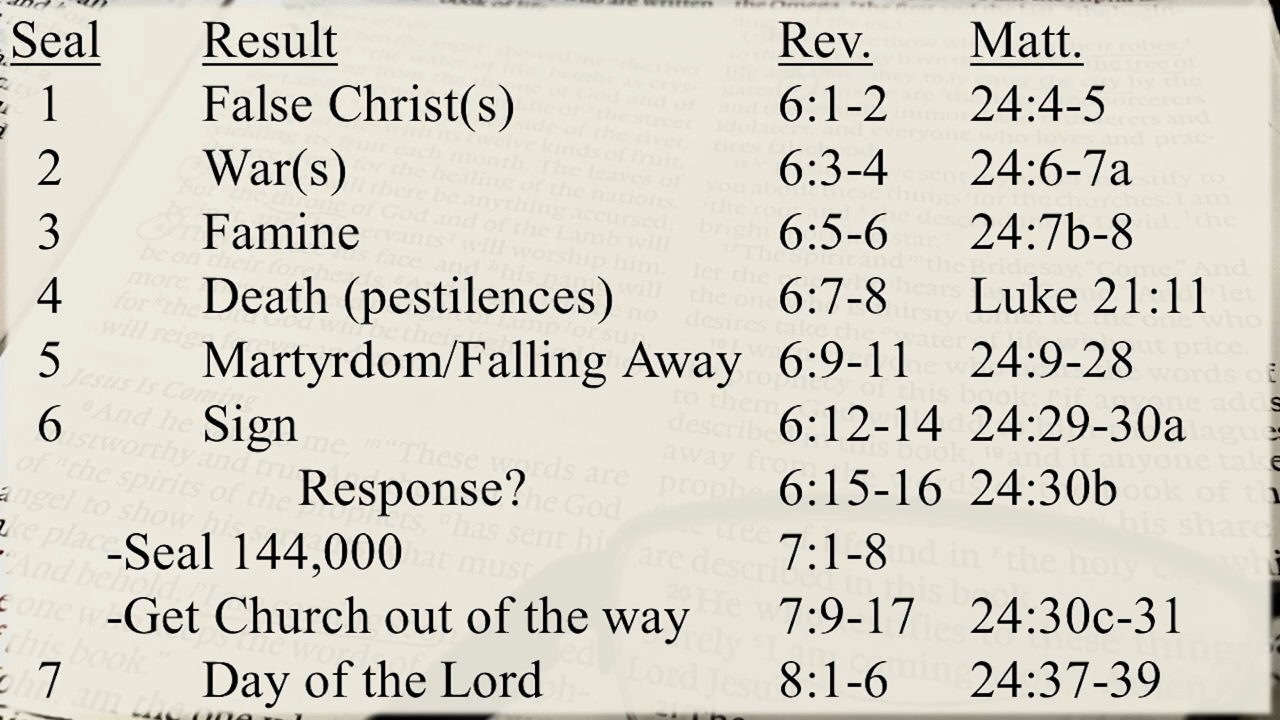 Seal Result Rev. Matt.
1 False Christ(s) 6:1-2 24:4-5
2 War(s) 6:3-4 24:6-7a
3 Famine 6:5-6 24:7b-8
4 Death (pestilences) 6:7-8 Luke 21:11
5 Martyrdom/Falling Away 6:9-11 24:9-28
6 Sign 6:12-14 24:29-30a
Response? 6:15-16 24:30b
-Seal 144,000 7:1-8
-Get Church out of the way 7:9-17 24:30c-31
7 Day of the Lord 8:1-6 24:37-39